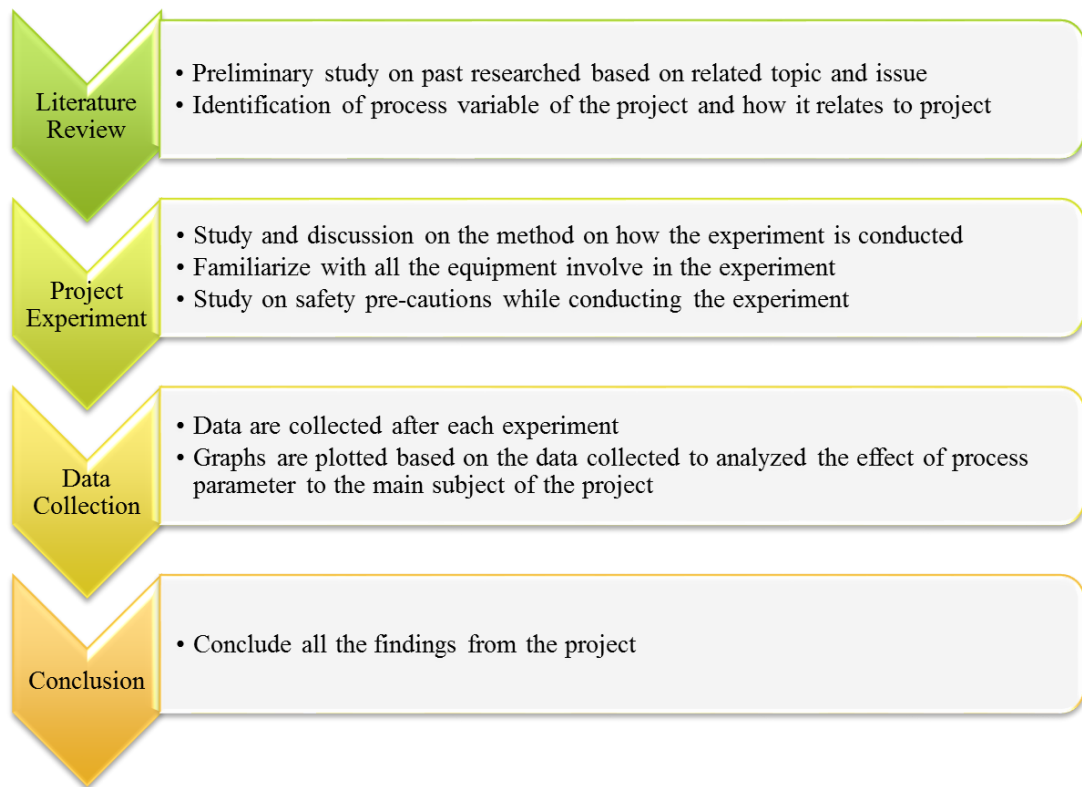 Literature
Review
• Preliminary study on past researched based on related topic and issue
• Identification of process variable of the project and how it relates to project
Project
Experiment
• Study and discussion on the method on how the experiment is conducted
• Familiarize with all the equipment involve in the experiment
• Study on safety pre-cautions while conducting the experiment
Data
Collection
• Data are collected after each experiment
• Graphs are plotted based on the data collected to analyzed the effect of process
parameter to the main subject of the project
Conclusion
• Conclude all the findings from the project